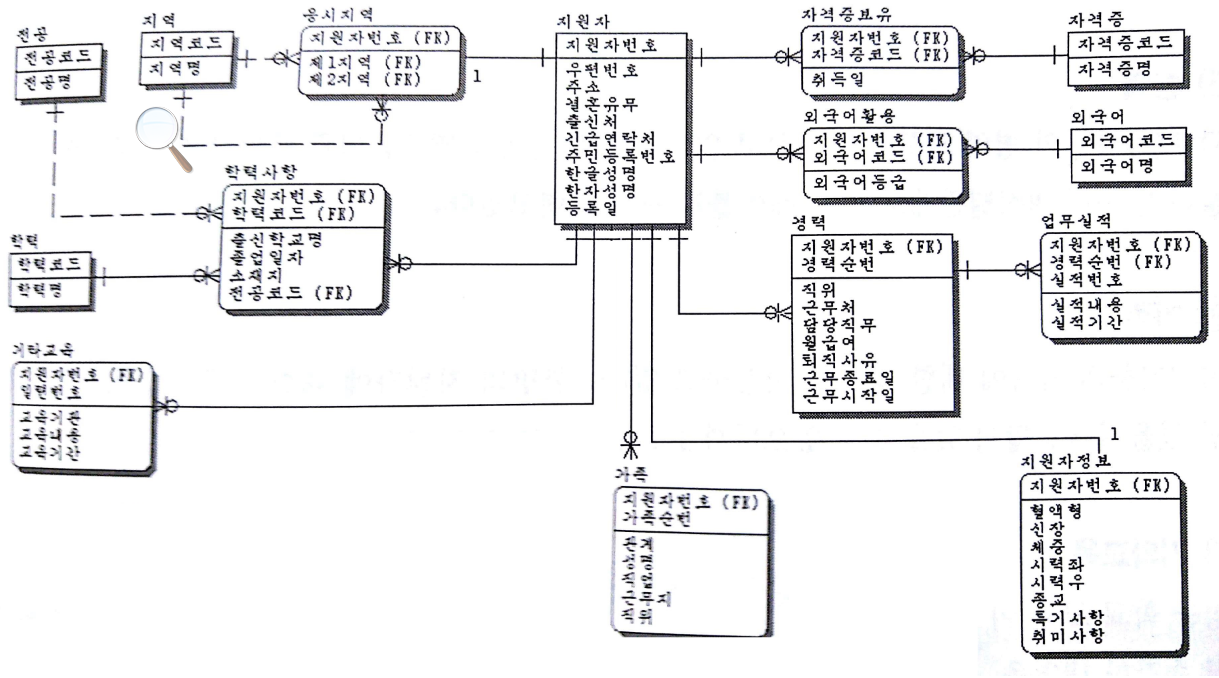 전공
전공코드
전공명
지역
지역코드
지역명
응시지역
지원자번호 (FK)
제1지역 (FK)
제2지역 (FK)
1
지원자
지원자번호
우편번호
주소
결혼유무
출신처
긴급연락처
주민등록번호
한글성명
한자성명
등록일
자격증보유
지원자번호 (FK)
자격증코드 (FK)
취득일
자격증
자격증코드
자격증명
외국어활용
지원자번호 (FK)
외국어코드 (FK)
외국어등급
외국어
외국어코드
외국어명
학력사항
지원자번호 (FK)
학력코드 (FK)
출신학교명
졸업일자
소재지
전공코드 (FK)
학력
학력코드
학력명
경력
지원자번호 (FK)
경력순번
직위
근무처
담당직무
월급여
퇴직사유
근무종료일
근무시작일
업무실적
지원자번호 (FK)
경력순번 (FK)
실적번호
실적내용
실적기간
기타교육
지원자번호 (FK)
일련번호
교육기관
교육내용
교육기간
가족
지원자번호 (FK)
가족순번
관계
성명
직업
근무지
직위
1
지원자정보
지원자번호 (FK)
혈액형
신장
체중
시력좌
시력우
종교
특기사항
취미사항